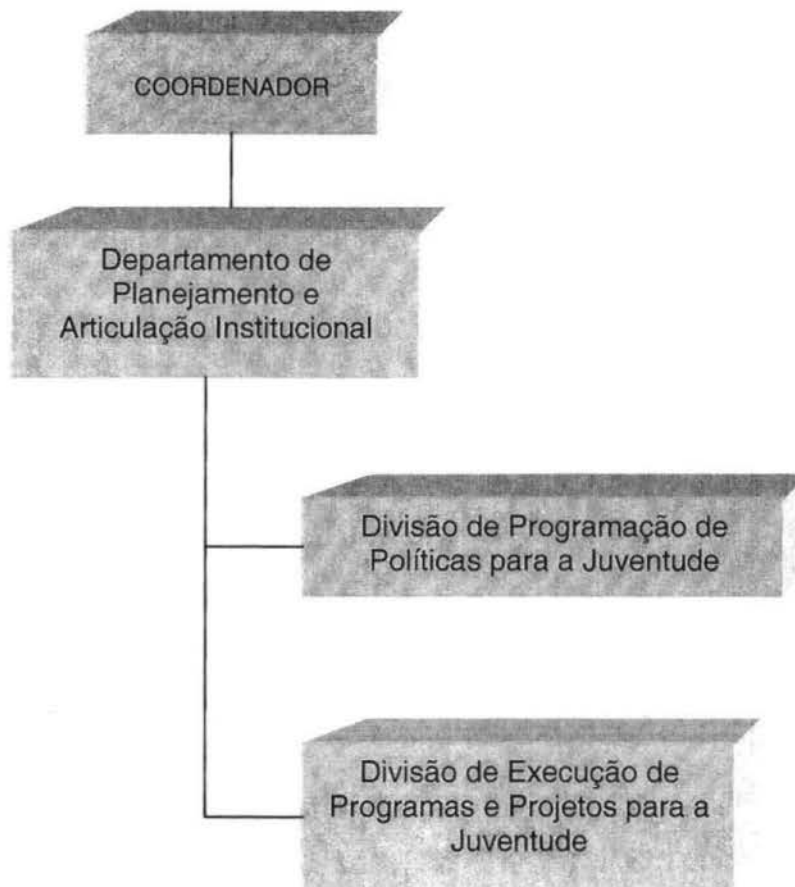 COORDENADOR
Departamento de
Planejamento e
Articulação Institucional
Divisão de Programação de
Políticas para a Juventude
Divisão de Execução de
Programas e Projetos para a
Juventude